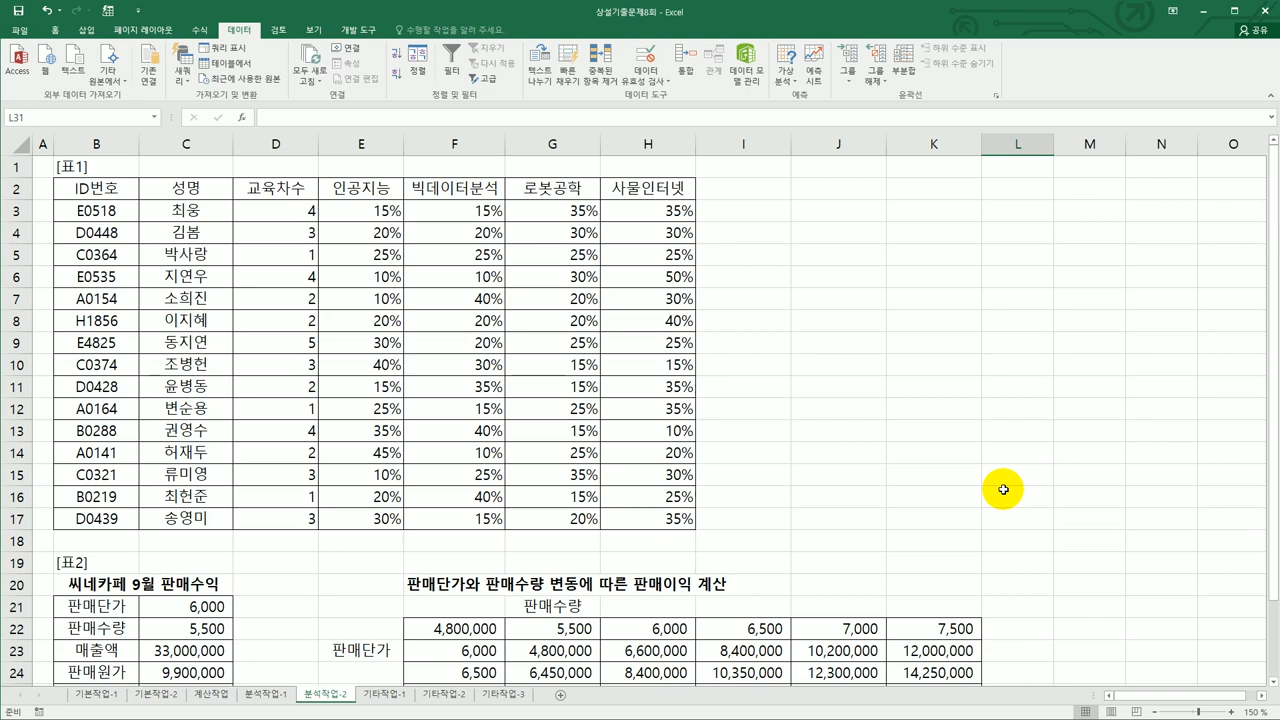 상설기출문제8회 - Excel
파일 홈 삽입 페이지 레이아웃 수식 데이터 검토 보기 개발 도구 수행할 작업을 알려 주세요. 공유
Access 웹 텍스트 기타 원본에서 기존 연결 새 쿼리 쿼리 표시 테이블에서 최근에 사용한 원본 모두 새로 고침 연결 속성 연결 편집 정렬 필터 지우기 다시 적용 고급 텍스트 나누기 빠른 채우기 중복된 항목 제거 데이터 유효성 검사 통합 관계 데이터 모델 관리 가상 분석 예측 시트 그룹 그룹 해제 부분합 하위 수준 표시 하위 수준 숨기기
외부 데이터 가져오기 가져오기 및 변환 연결 정렬 및 필터 데이터 도구 예측 윤곽선
L31 fx
A B C D E F G H I J K L M N O
1 [표1]
2 ID번호 성명 교육차수 인공지능 빅데이터분석 로봇공학 사물인터넷
3 E0518 최웅 4 15% 15% 35% 35%
4 D0448 김봄 3 20% 20% 30% 30%
5 C0364 박사랑 1 25% 25% 25% 25%
6 E0535 지연우 4 10% 10% 30% 50%
7 A0154 소희진 2 10% 40% 20% 30%
8 H1856 이지혜 2 20% 20% 20% 40%
9 E4825 동지연 5 30% 20% 25% 25%
10 C0374 조병헌 3 40% 30% 15% 15%
11 D0428 윤병동 2 15% 35% 15% 35%
12 A0164 변순용 1 25% 15% 25% 35%
13 B0288 권영수 4 35% 40% 15% 10%
14 A0141 허재두 2 45% 10% 25% 20%
15 C0321 류미영 3 10% 25% 35% 30%
16 B0219 최헌준 1 20% 40% 15% 25%
17 D0439 송영미 3 30% 15% 20% 35%
18
19 [표2]
20 씨네카페 9월 판매수익 판매단가와 판매수량 변동에 따른 판매이익 계산
21 판매단가 6,000 판매수량
22 판매수량 5,500 4,800,000 5,500 6,000 6,500 7,000 7,500
23 매출액 33,000,000 판매단가 6,000 4,800,000 6,600,000 8,400,000 10,200,000 12,000,000
24 판매원가 9,900,000 6,500 6,450,000 8,400,000 10,350,000 12,300,000 14,250,000
기본작업-1 기본작업-2 계산작업 분석작업-1 분석작업-2 기타작업-1 기타작업-2 기타작업-3
준비 150 %